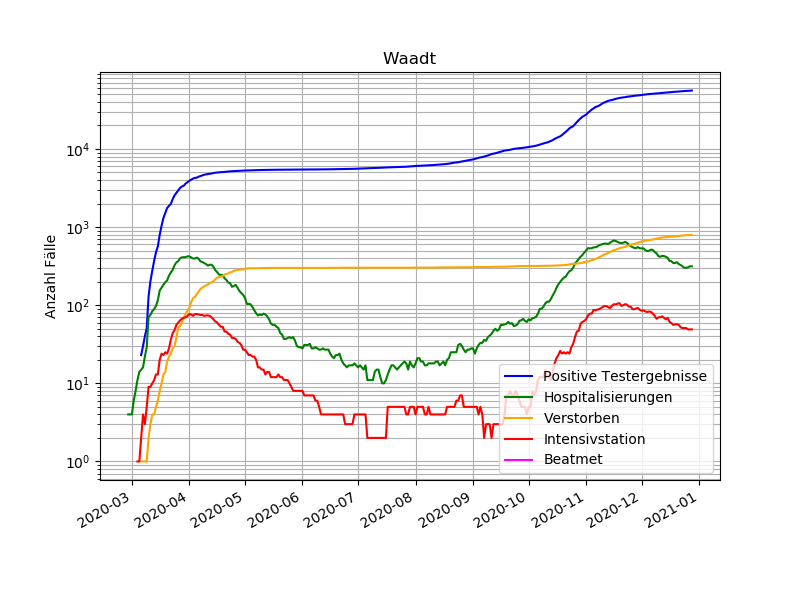 Waadt
Anzahl Fälle
10^4
10^3
10^2
10^1
10^0
2020-03
2020-04
2020-05
2020-06
2020-07
2020-08
2020-09
2020-10
2020-11
2020-12
2021-01
Positive Testergebnisse
Hospitalisierungen
Verstorben
Intensivstation
Beatmet